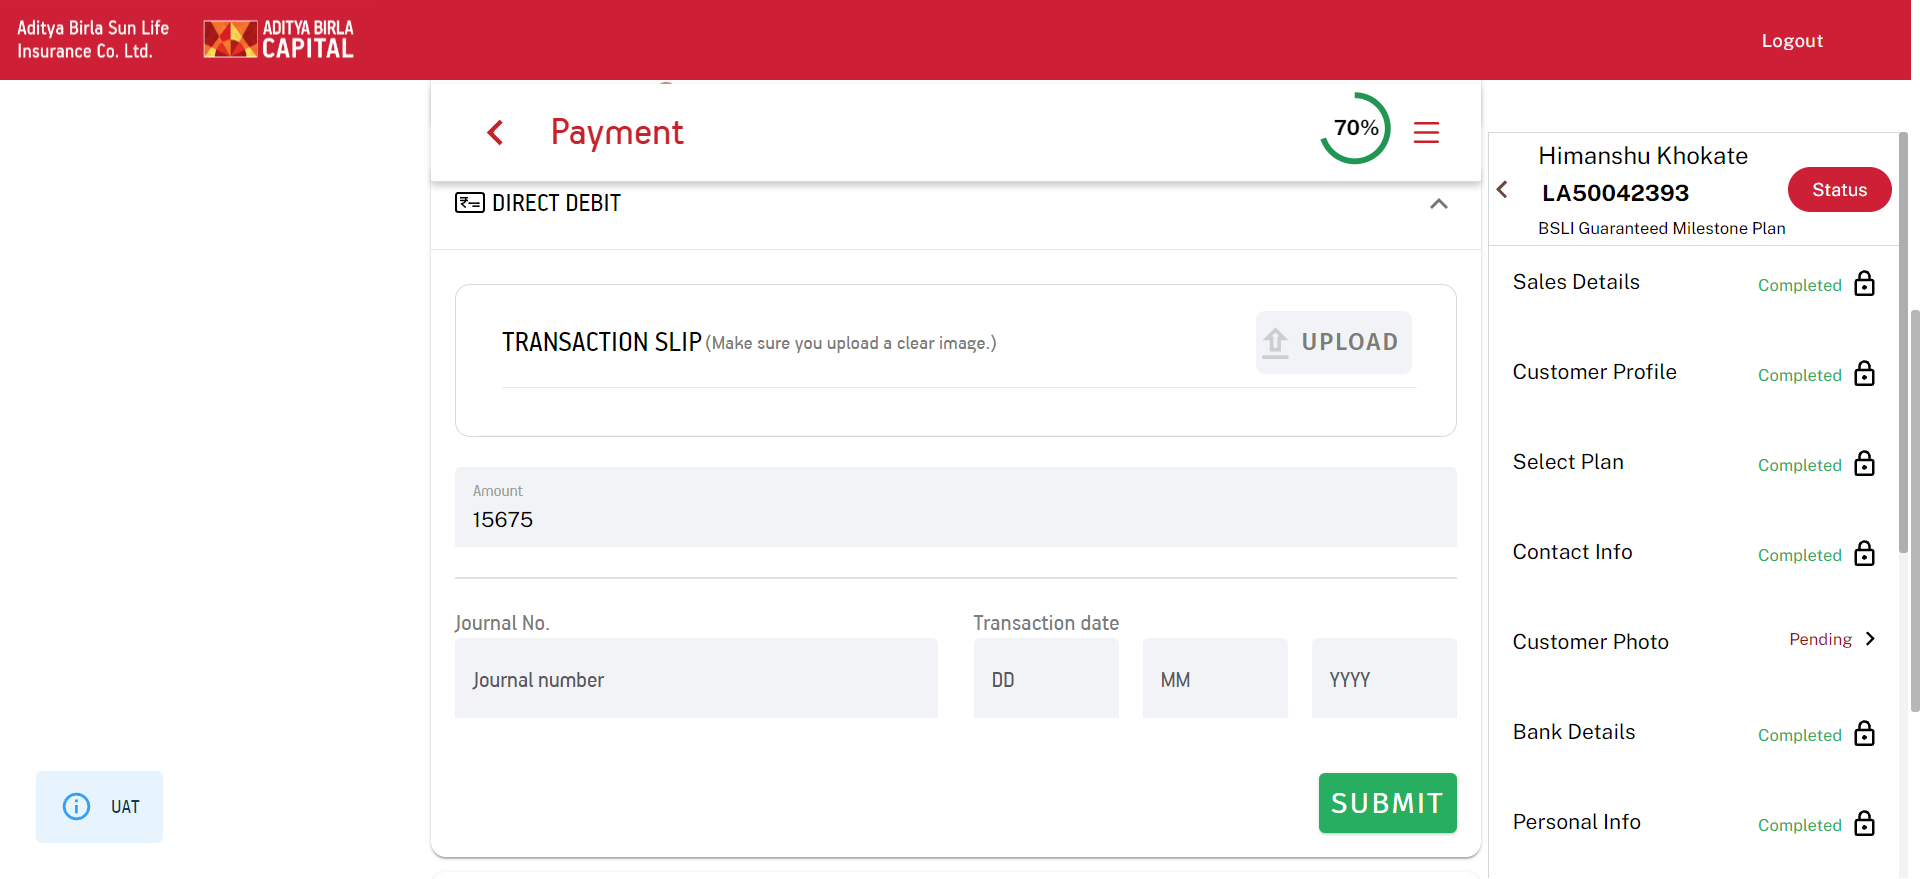 Aditya Birla Sun Life
Insurance Co. Ltd.
ADITYA BIRLA
CAPITAL
Logout
Payment
70%
DIRECT DEBIT
TRANSACTION SLIP (Make sure you upload a clear image.)
UPLOAD
Amount
15675
Journal No.
Transaction date
Journal number
DD
MM
YYYY
SUBMIT
UAT
Himanshu Khokate
LA50042393
Status
BSLI Guaranteed Milestone Plan
Sales Details Completed
Customer Profile Completed
Select Plan Completed
Contact Info Completed
Customer Photo Pending
Bank Details Completed
Personal Info Completed